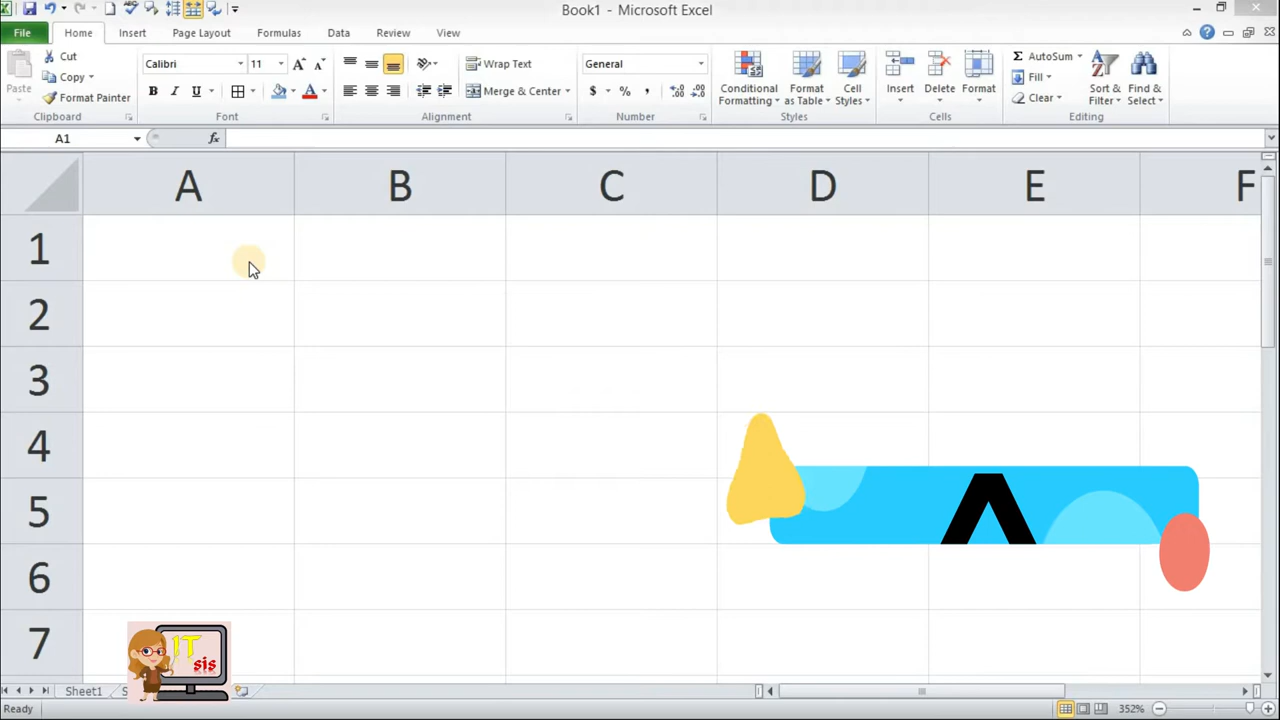 Book1 - Microsoft Excel
File Home Insert Page Layout Formulas Data Review View
Cut
Copy
Format Painter
Paste
Clipboard
Calibri 11
B I U
Font
Wrap Text
Merge & Center
Alignment
General
$ % ,
Number
Conditional Formatting
Format as Table
Cell Styles
Styles
Insert
Delete
Format
Cells
Σ AutoSum
Fill
Clear
Sort & Filter
Find & Select
Editing
A1 fx
A B C D E F
1
2
3
4
5
6
7
^
IT
sis
Sheet1
Ready 352%